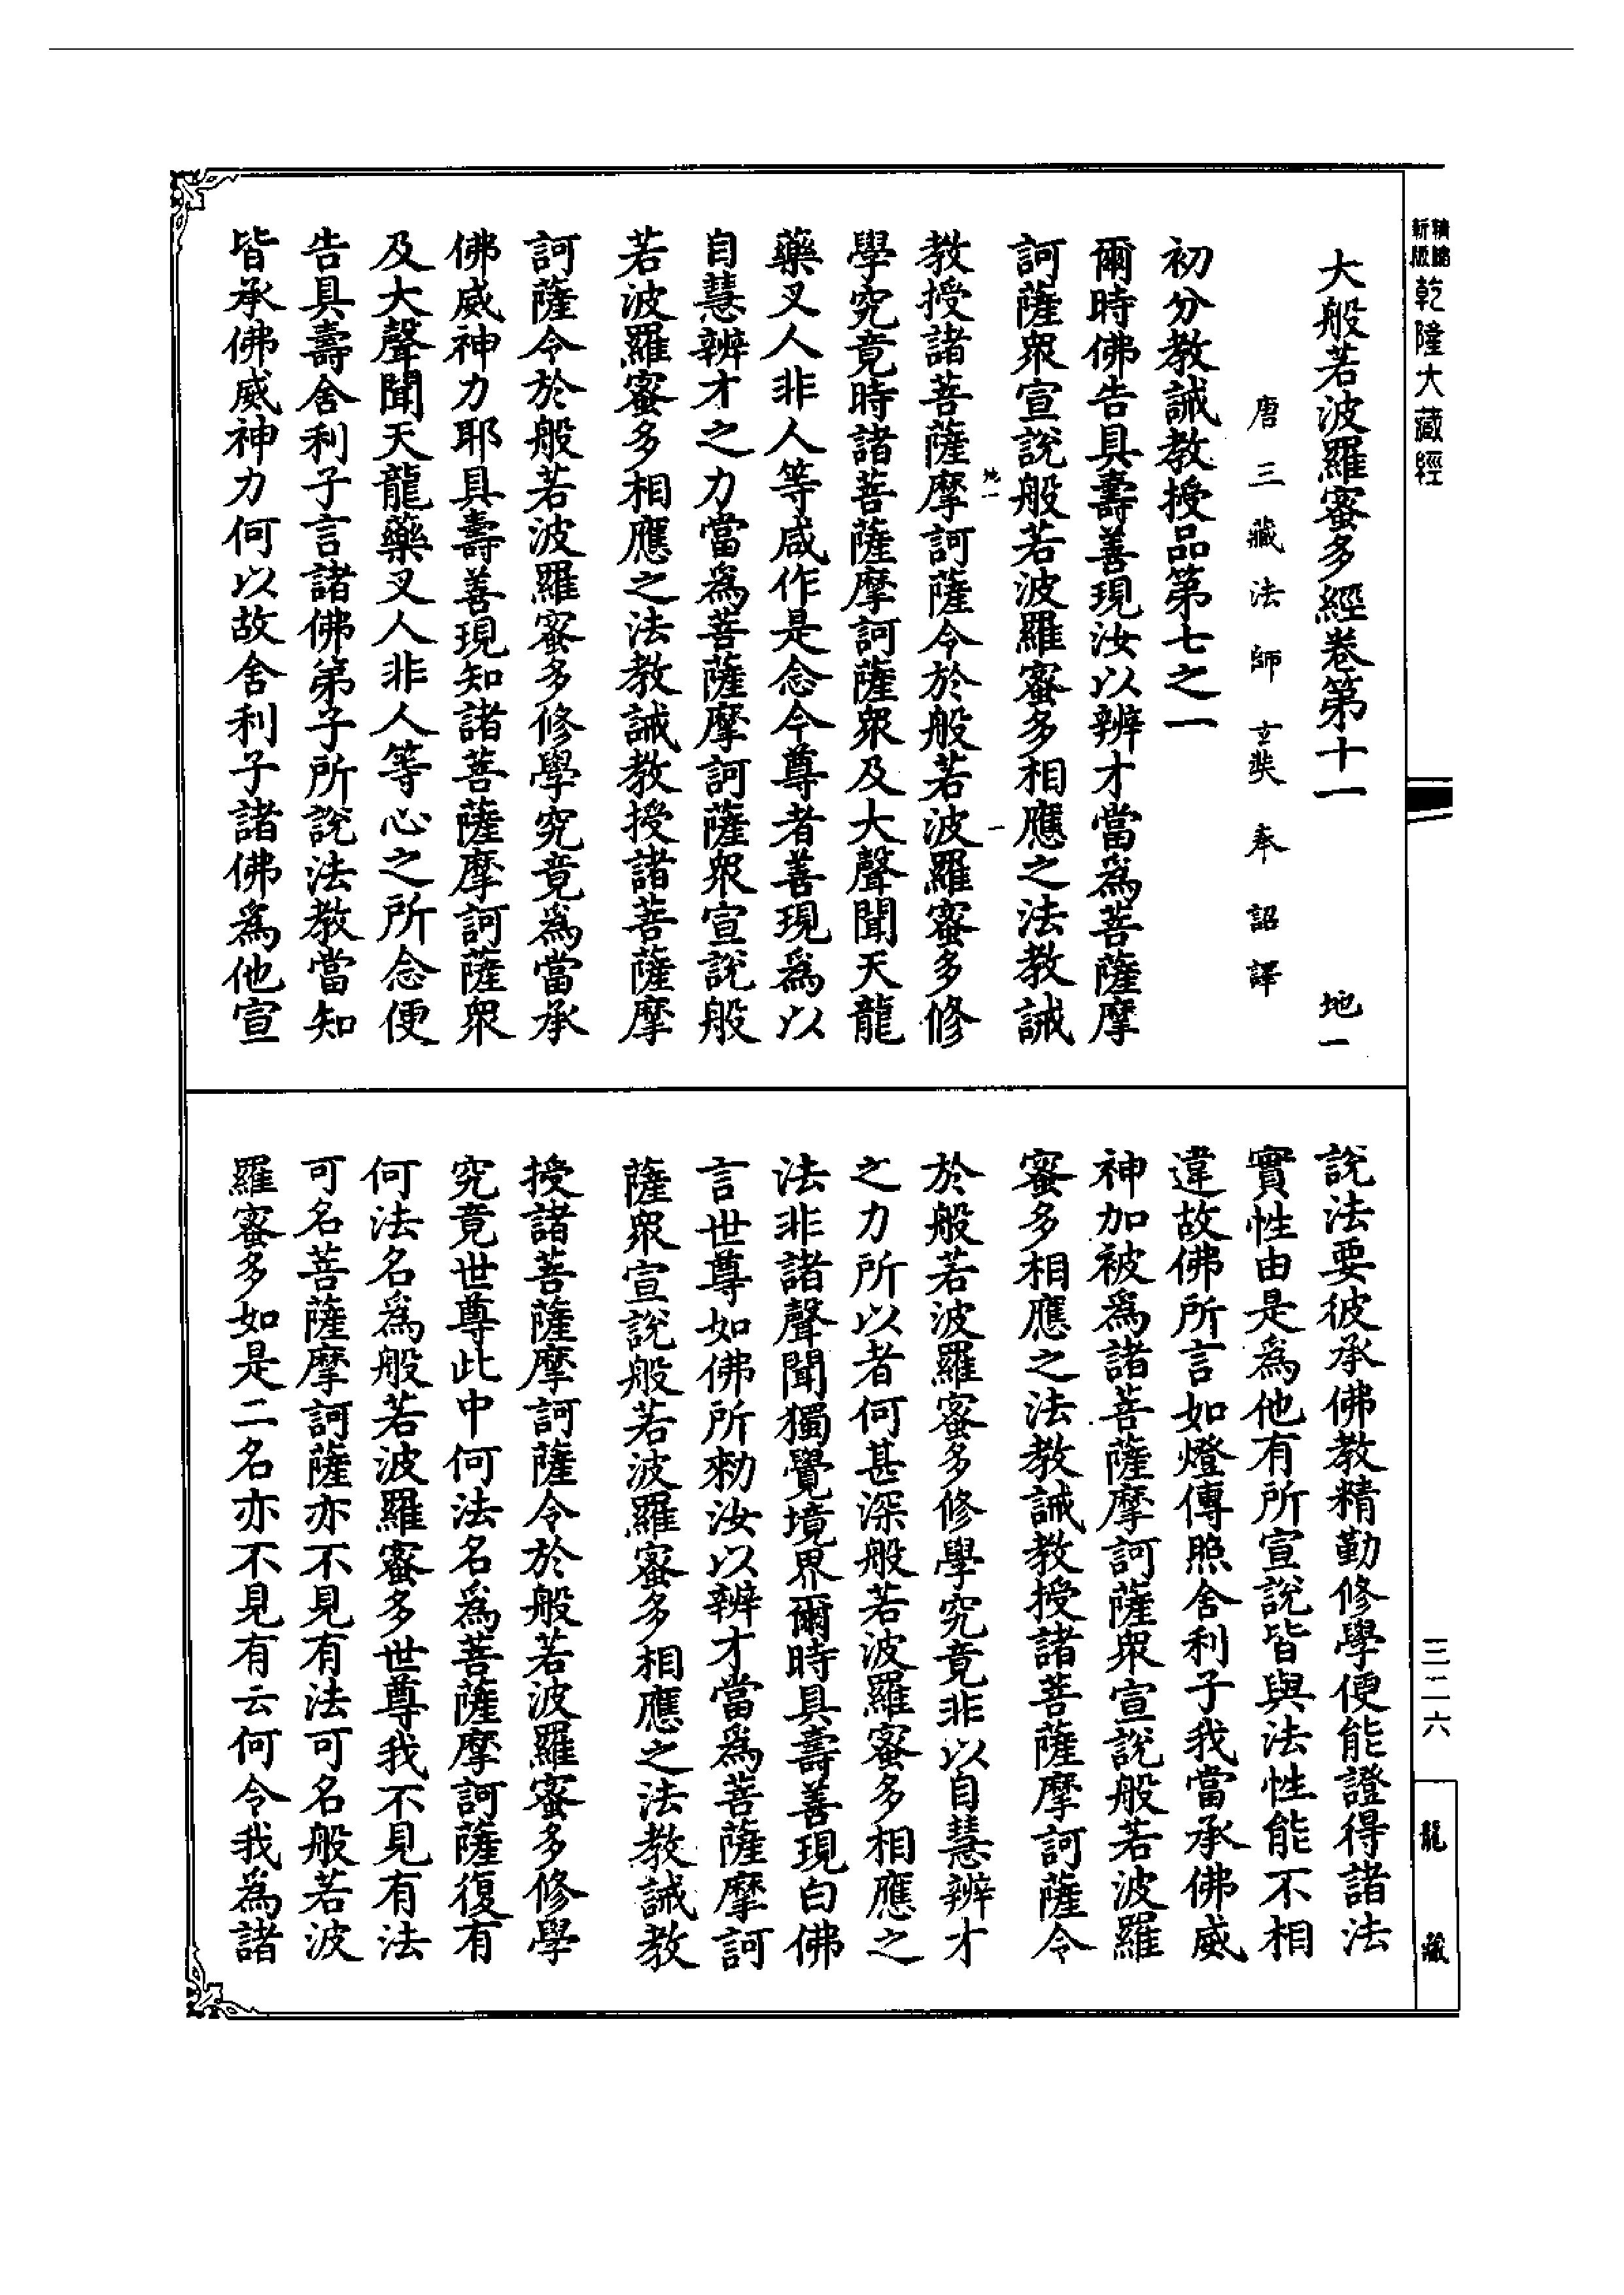 新版
精縮
乾隆大藏經
大般若波羅蜜多經卷第十一 地一
唐三藏法師玄奘奉 詔譯
初分教誡教授品第七之一
爾時佛告具壽善現汝以辨才當為菩薩摩
訶薩眾宣說般若波羅蜜多相應之法教誡
地一 一
教授諸菩薩摩訶薩令於般若波羅蜜多修
學究竟時諸菩薩摩訶薩眾及大聲聞天龍
藥叉人非人等咸作是念今尊者善現為以
自慧辨才之力當為菩薩摩訶薩眾宣說般
若波羅蜜多相應之法教誡教授諸菩薩摩
訶薩令於般若波羅蜜多修學究竟為當承
佛威神力耶具壽善現知諸菩薩摩訶薩眾
及大聲聞天龍藥叉人非人等心之所念便
告具壽舍利子言諸佛弟子所說法教當知
皆承佛威神力何以故舍利子諸佛為他宣
說法要彼承佛教精勤修學便能證得諸法
實性由是為他有所宣說皆與法性能不相
違故佛所言如燈傳照舍利子我當承佛威
神加被為諸菩薩摩訶薩眾宣說般若波羅
蜜多相應之法教誡教授諸菩薩摩訶薩令
於般若波羅蜜多修學究竟非以自慧辨才
之力所以者何甚深般若波羅蜜多相應之
法非諸聲聞獨覺境界爾時具壽善現白佛
言世尊如佛所勑汝以辨才當為菩薩摩訶
薩眾宣說般若波羅蜜多相應之法教誡教
授諸菩薩摩訶薩令於般若波羅蜜多修學
究竟世尊此中何法名為菩薩摩訶薩復有
何法名為般若波羅蜜多世尊我不見有法
可名菩薩摩訶薩亦不見有法可名般若波
羅蜜多如是二名亦不見有云何令我為諸
三二六
龍藏